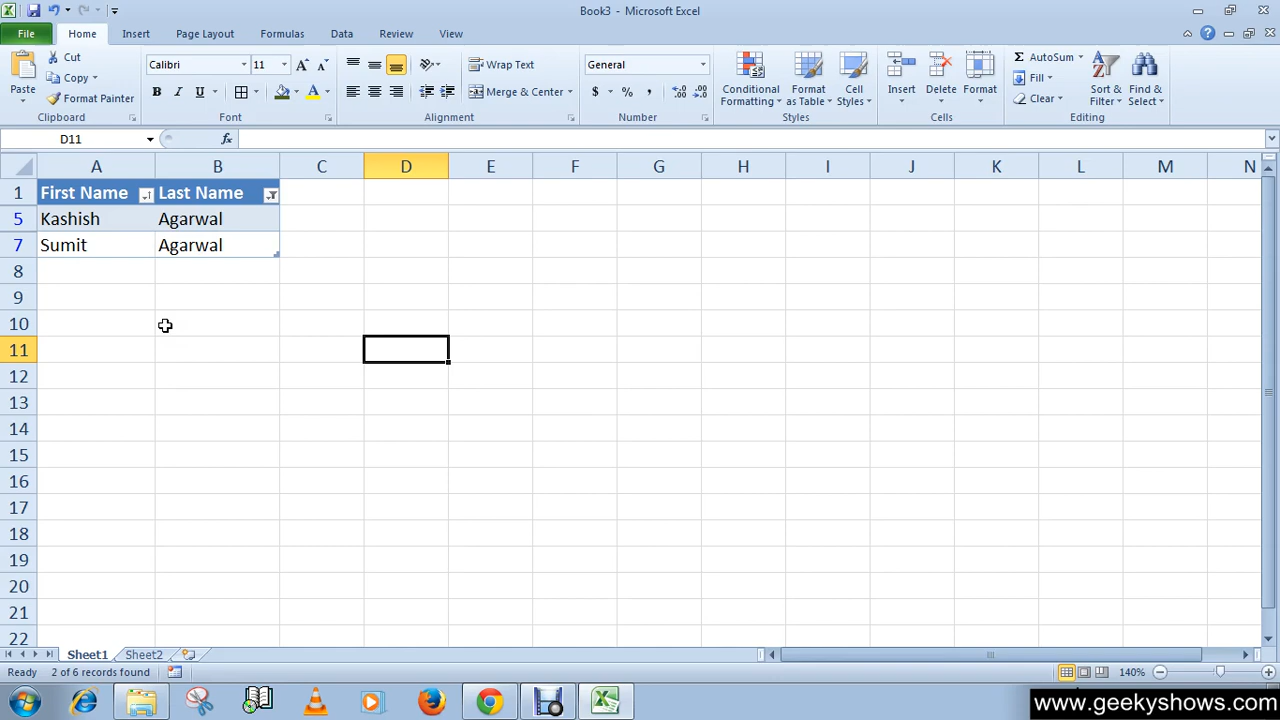 Book3 - Microsoft Excel
File Home Insert Page Layout Formulas Data Review View
Paste Cut Copy Format Painter Clipboard
Calibri 11 B I U A Font
Wrap Text Merge & Center Alignment
General $ % , Number
Conditional Formatting Format as Table Cell Styles Styles
Insert Delete Format Cells
Σ AutoSum Fill Clear Sort & Filter Find & Select Editing
D11 fx
A B C D E F G H I J K L M N
1 First Name Last Name
5 Kashish Agarwal
7 Sumit Agarwal
8
9
10
11
12
13
14
15
16
17
18
19
20
21
22
Sheet1 Sheet2
Ready 2 of 6 records found 140%
www.geekyshows.com